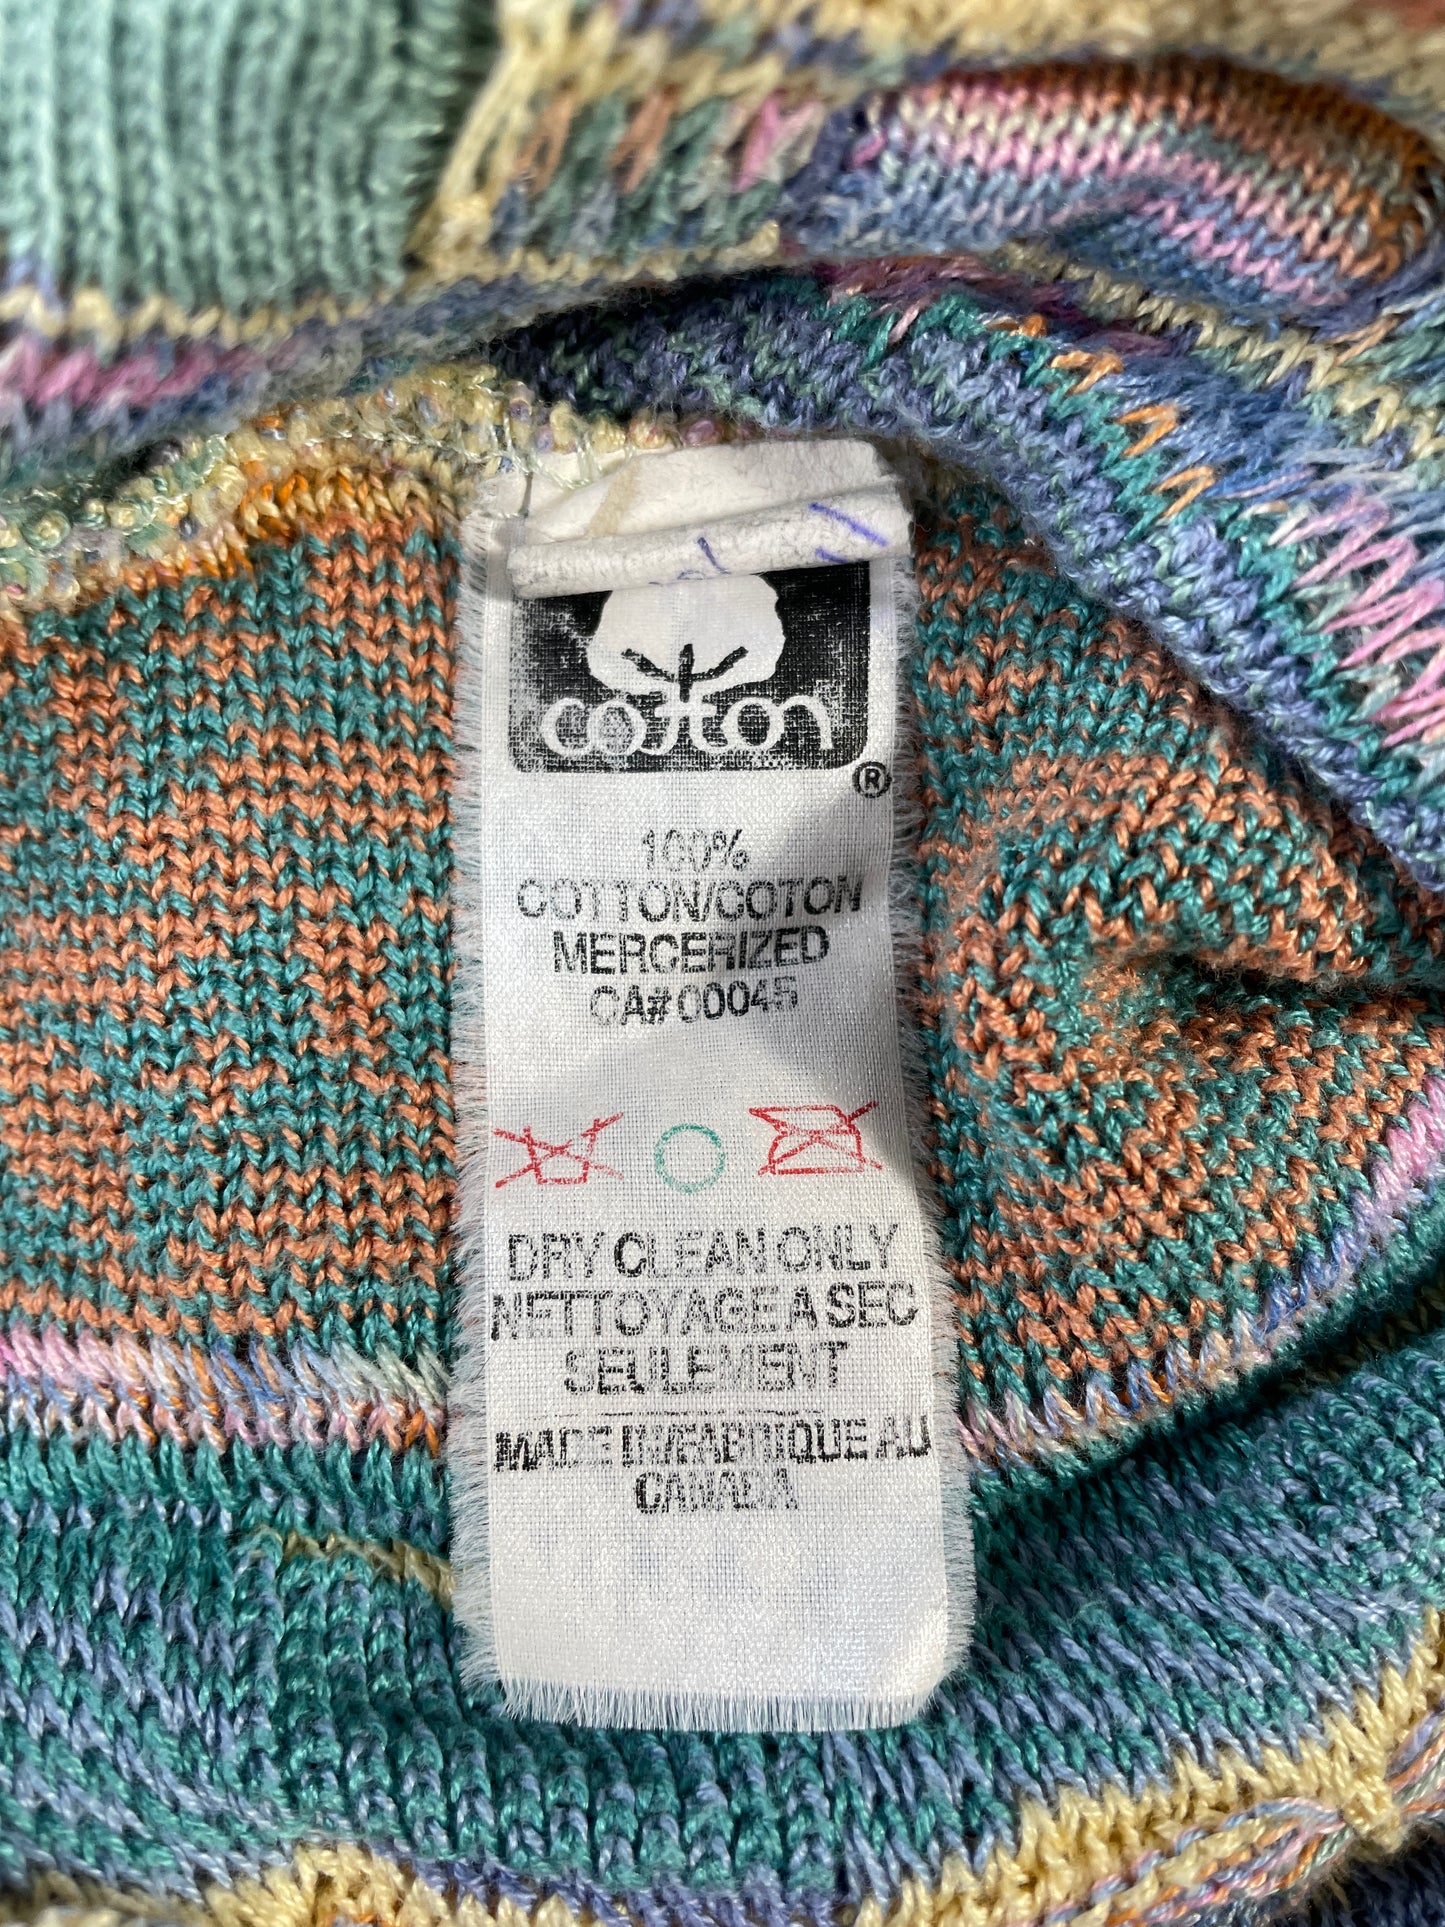 cotton
®
100%
COTTON/COTON
MERCERIZED
CA#00045
DRY CLEAN ONLY
NETTOYAGE A SEC
SEULEMENT
MADE IN/FABRIQUE AU
CANADA